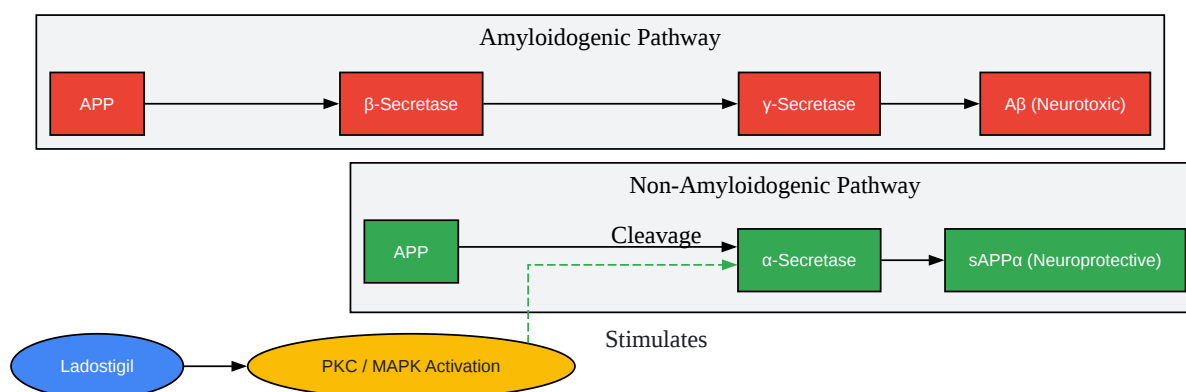 Amyloidogenic Pathway
APP
β-Secretase
γ-Secretase
Aβ (Neurotoxic)
Non-Amyloidogenic Pathway
APP
Cleavage
α-Secretase
sAPPα (Neuroprotective)
Stimulates
Ladostigil
PKC / MAPK Activation